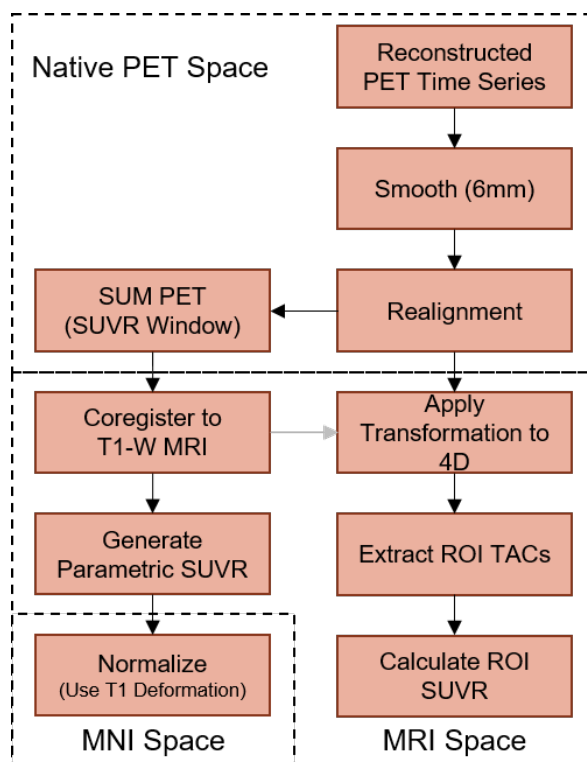 Native PET Space
Reconstructed
PET Time Series
Smooth (6mm)
SUM PET
(SUVR Window)
Realignment
Coregister to
T1-W MRI
Apply
Transformation to
4D
Generate
Parametric SUVR
Extract ROI TACs
Normalize
(Use T1 Deformation)
Calculate ROI
SUVR
MNI Space
MRI Space